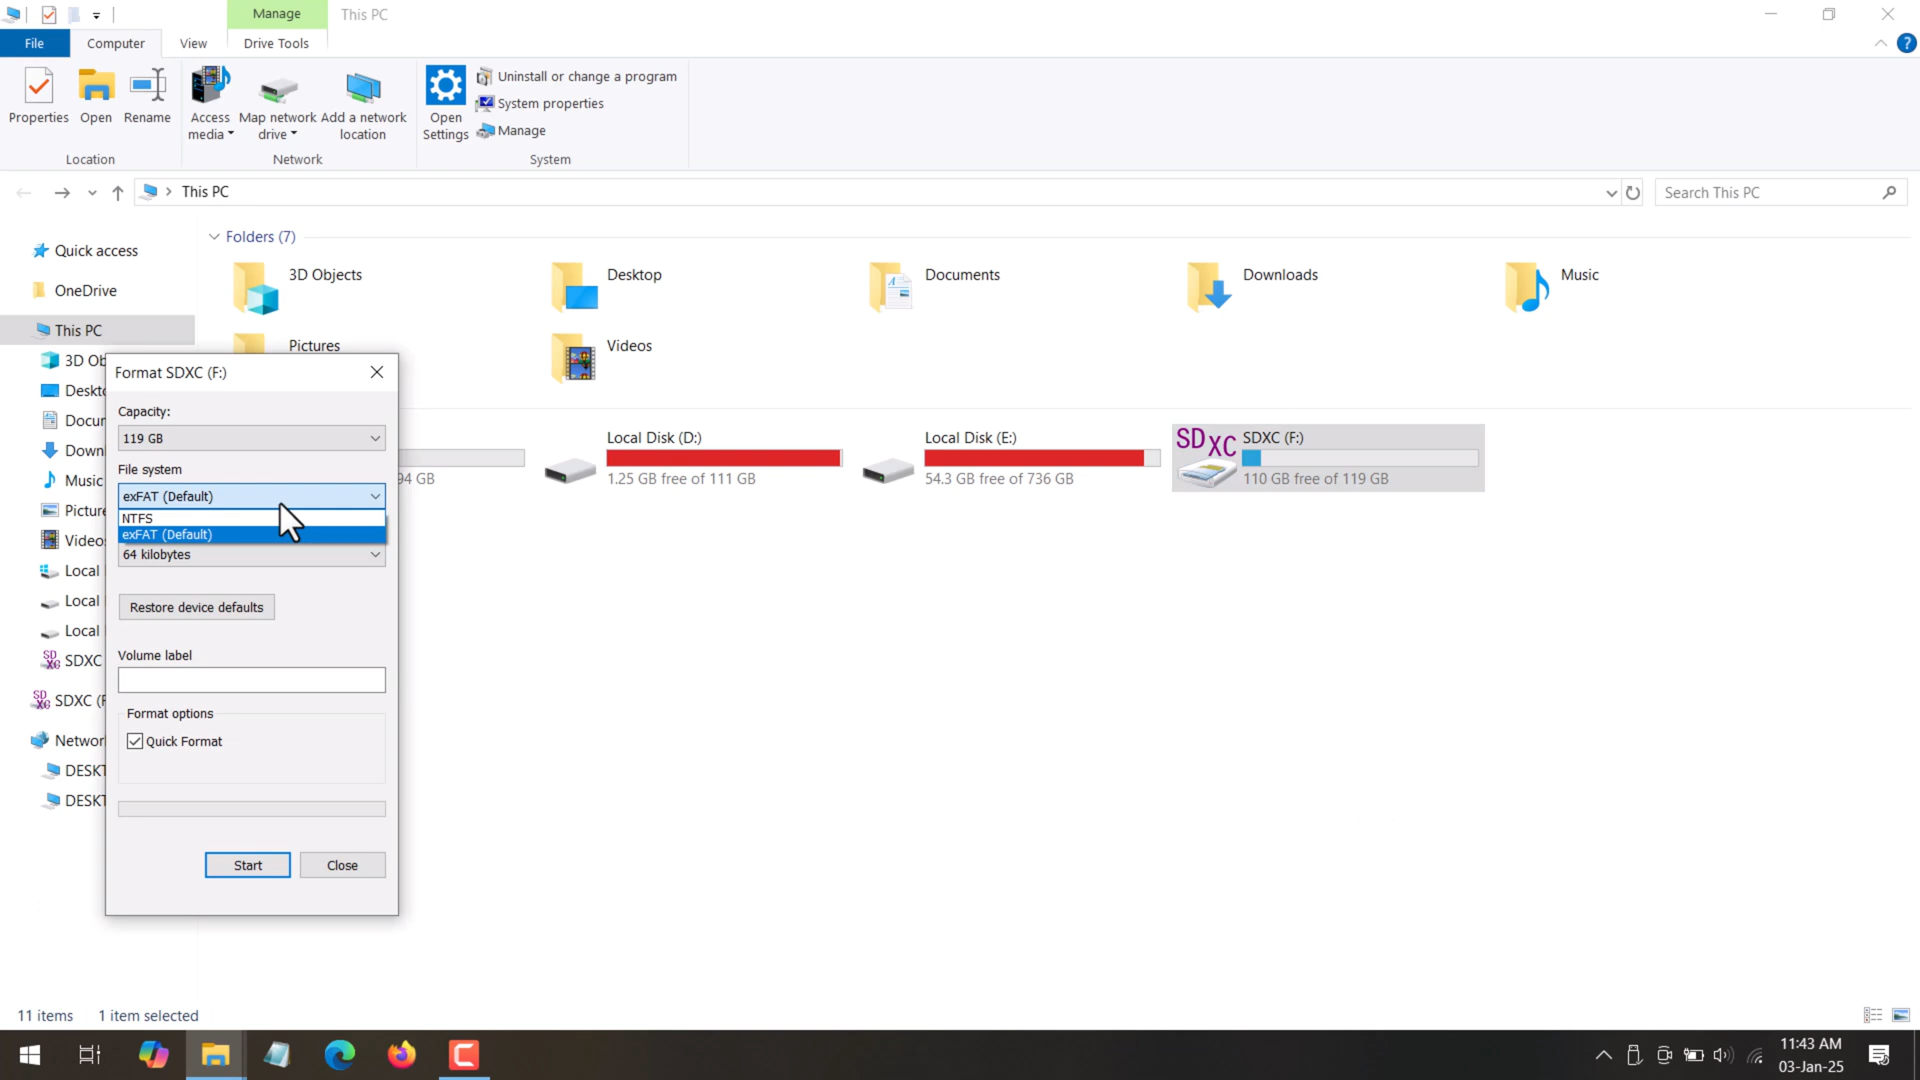 Manage
This PC
File
Computer
View
Drive Tools
Properties
Open
Rename
Access media
Map network drive
Add a network location
Open Settings
Uninstall or change a program
System properties
Manage
Location
Network
System
This PC
Search This PC
Quick access
OneDrive
This PC
3D Ob
Deskto
Docun
Downl
Music
Picture
Videos
Local
Local
Local
SDXC
SDXC (F
Networ
DESKT
DESKT
Folders (7)
3D Objects
Desktop
Documents
Downloads
Music
Pictures
Videos
94 GB
Local Disk (D:)
1.25 GB free of 111 GB
Local Disk (E:)
54.3 GB free of 736 GB
SDXC
SDXC (F:)
110 GB free of 119 GB
Format SDXC (F:)
Capacity:
119 GB
File system
exFAT (Default)
NTFS
exFAT (Default)
64 kilobytes
Restore device defaults
Volume label
Format options
Quick Format
Start
Close
11 items
1 item selected
11:43 AM
03-Jan-25